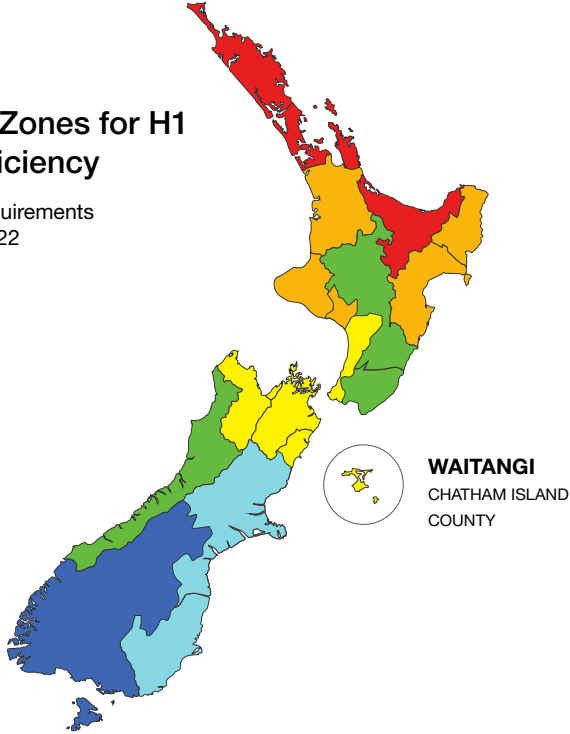 Zones for H1
iciency
uirements
22
WAITANGI
CHATHAM ISLAND
COUNTY